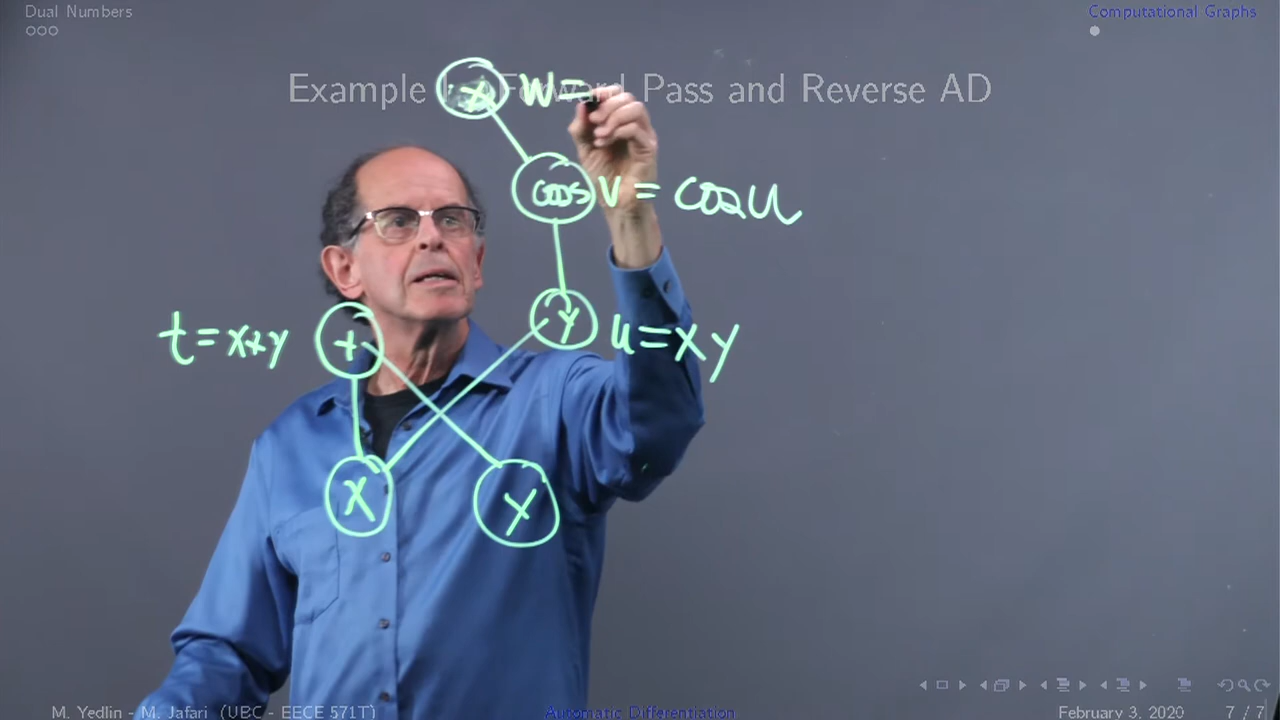 Dual Numbers
Computational Graphs
Example Forward Pass and Reverse AD
W=
cos
V = cos u
t = x+y
+
Y
u = x y
X
Y
M. Yedlin - M. Jafari (UBC - EECE 571T)
Automatic Differentiation
February 3, 2020
7 / 7